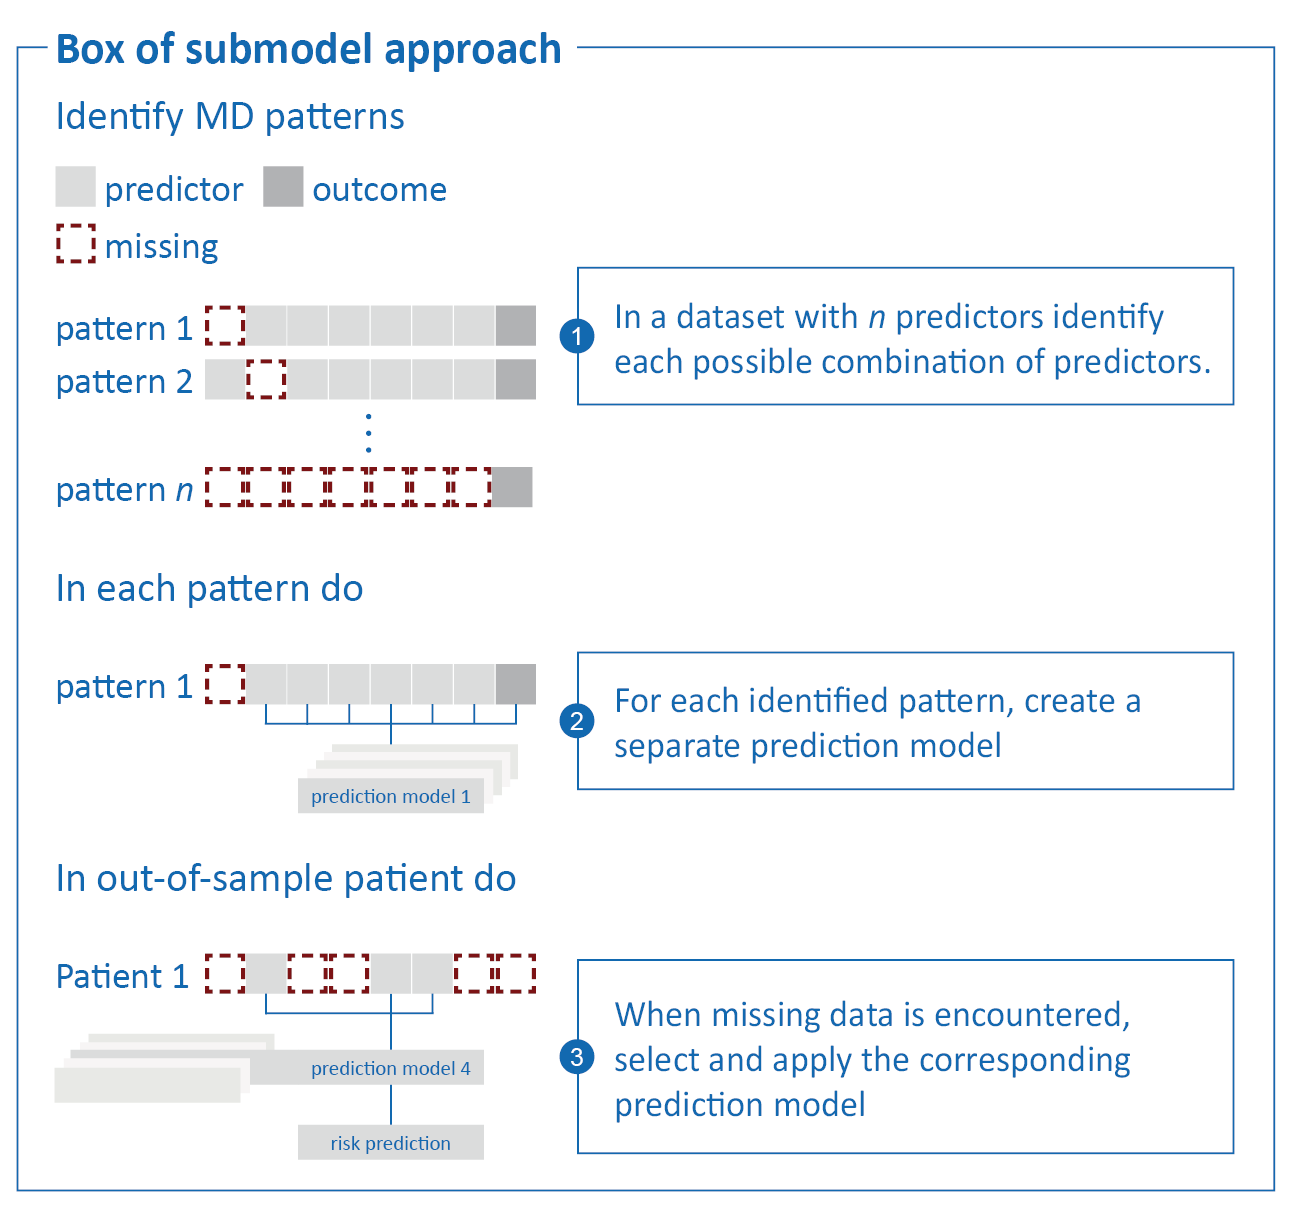 Box of submodel approach
Identify MD patterns
predictor outcome
missing
pattern 1
pattern 2
pattern n
1
In a dataset with n predictors identify
each possible combination of predictors.
In each pattern do
pattern 1
prediction model 1
2
For each identified pattern, create a
separate prediction model
In out-of-sample patient do
Patient 1
prediction model 4
risk prediction
3
When missing data is encountered,
select and apply the corresponding
prediction model